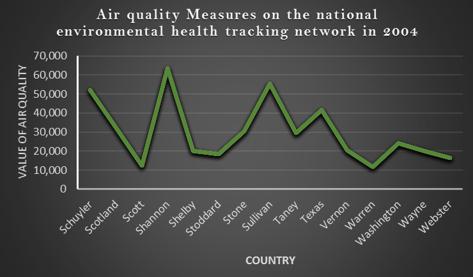 Air quality Measures on the national
environmental health tracking network in 2004
VALUE OF AIR QUALITY
70,000
60,000
50,000
40,000
30,000
20,000
10,000
0
Schuyler
Scotland
Scott
Shannon
Shelby
Stoddard
Stone
Sullivan
Taney
Texas
Vernon
Warren
Washington
Wayne
Webster
COUNTRY